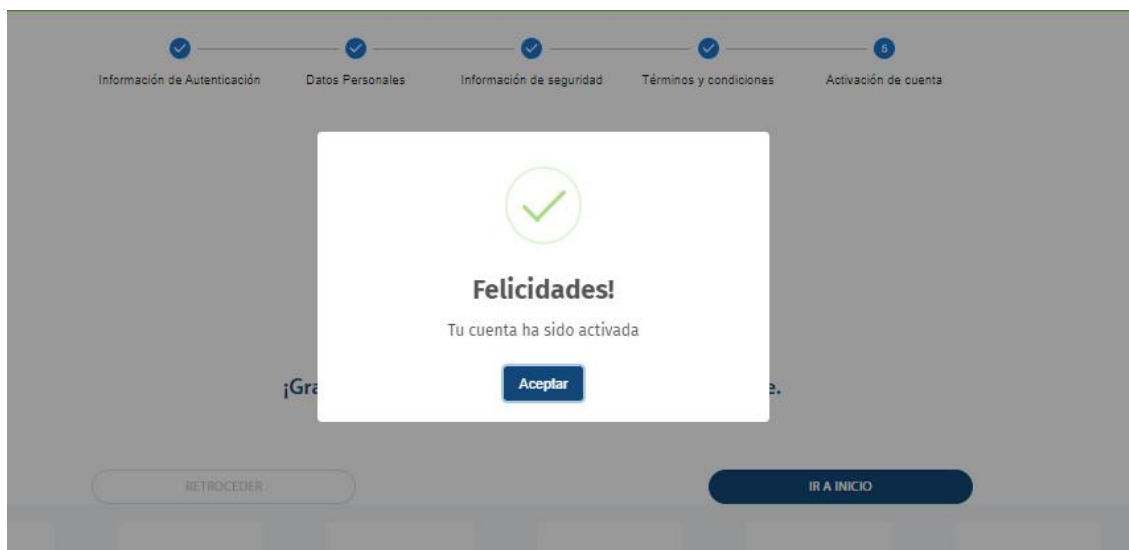 5
Información de Autenticación
Datos Personales
Información de seguridad
Términos y condiciones
Activación de cuenta
Felicidades!
Tu cuenta ha sido activada
Aceptar
RETROCEDER
IR A INICIO